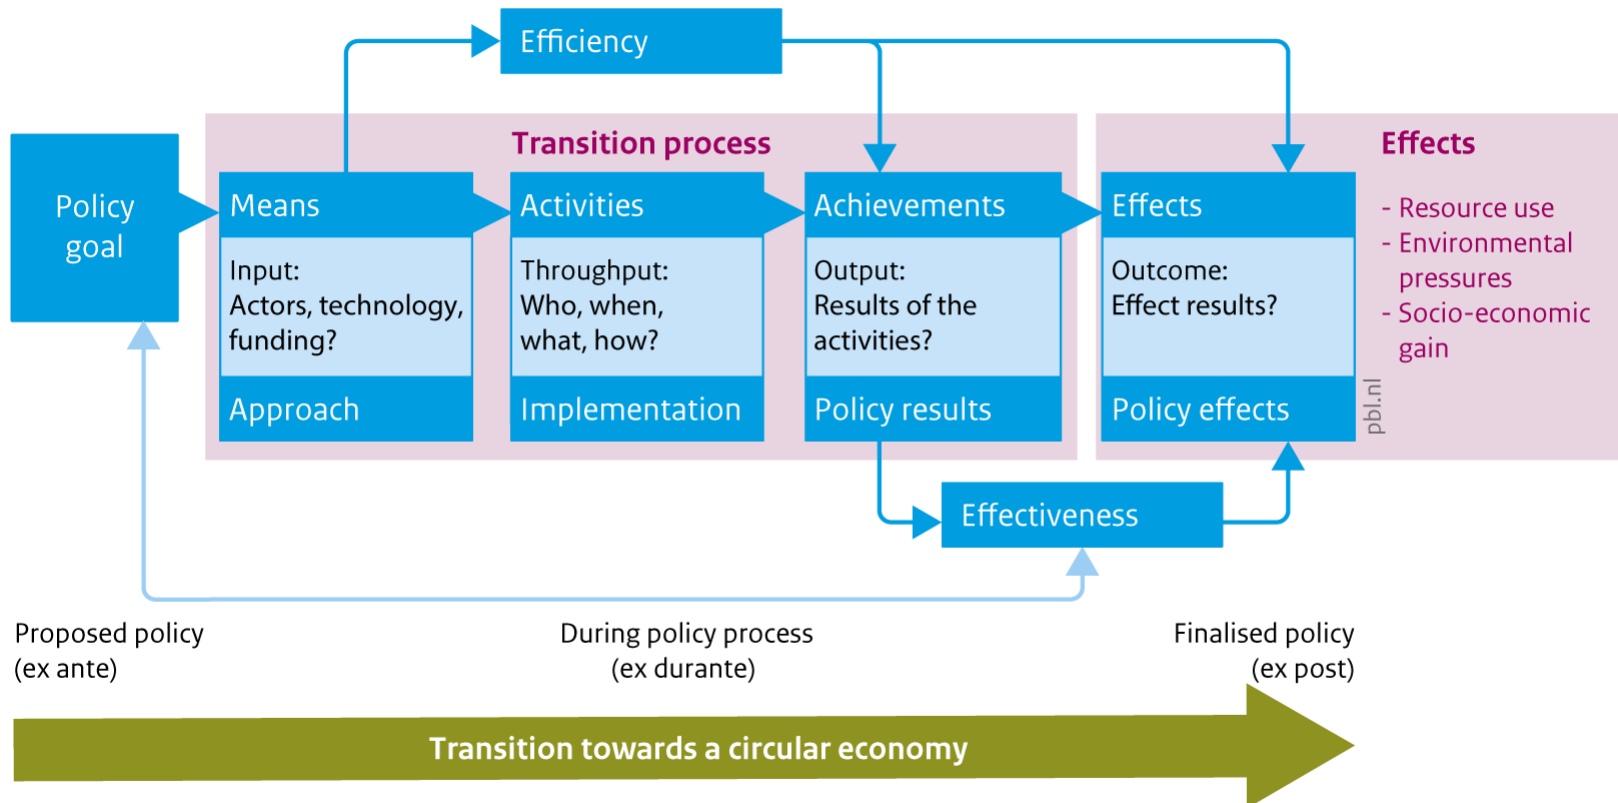 Efficiency
Transition process
Effects
Policy
goal
Means
Input:
Actors, technology,
funding?
Approach
Activities
Throughput:
Who, when,
what, how?
Implementation
Achievements
Output:
Results of the
activities?
Policy results
Effects
Outcome:
Effect results?
Policy effects
- Resource use
- Environmental
pressures
- Socio-economic
gain
pbl.nl
Effectiveness
Proposed policy
(ex ante)
During policy process
(ex durante)
Finalised policy
(ex post)
Transition towards a circular economy